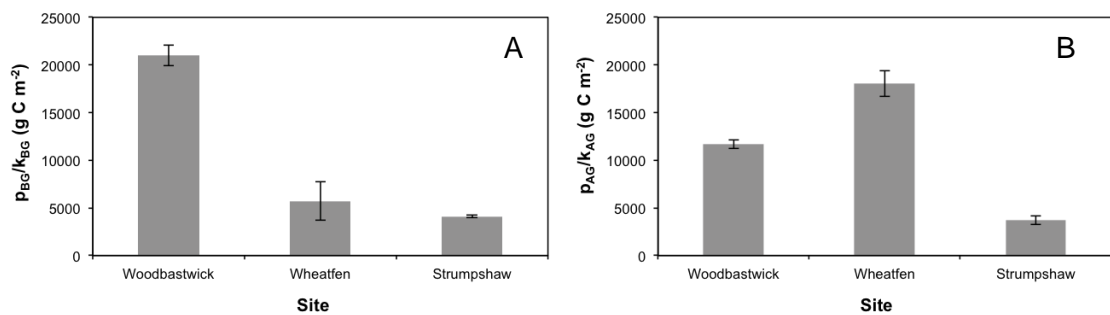 A
25000
20000
15000
10000
5000
0
pBG/kBG (g C m-2)
Woodbastwick Wheatfen Strumpshaw
Site
B
25000
20000
15000
10000
5000
0
pAG/kAG (g C m-2)
Woodbastwick Wheatfen Strumpshaw
Site